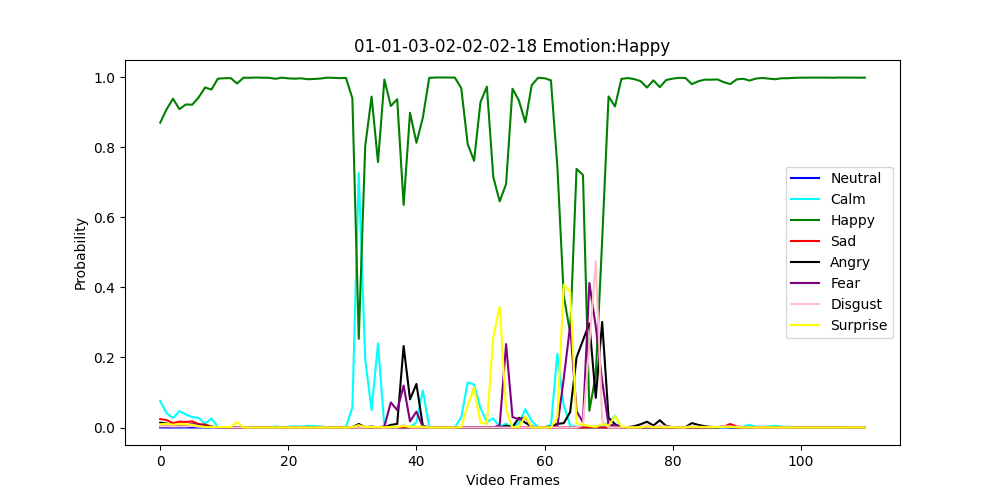 01-01-03-02-02-02-18 Emotion:Happy
Probability
1.0
0.8
0.6
0.4
0.2
0.0
0
20
40
60
80
100
Video Frames
Neutral
Calm
Happy
Sad
Angry
Fear
Disgust
Surprise